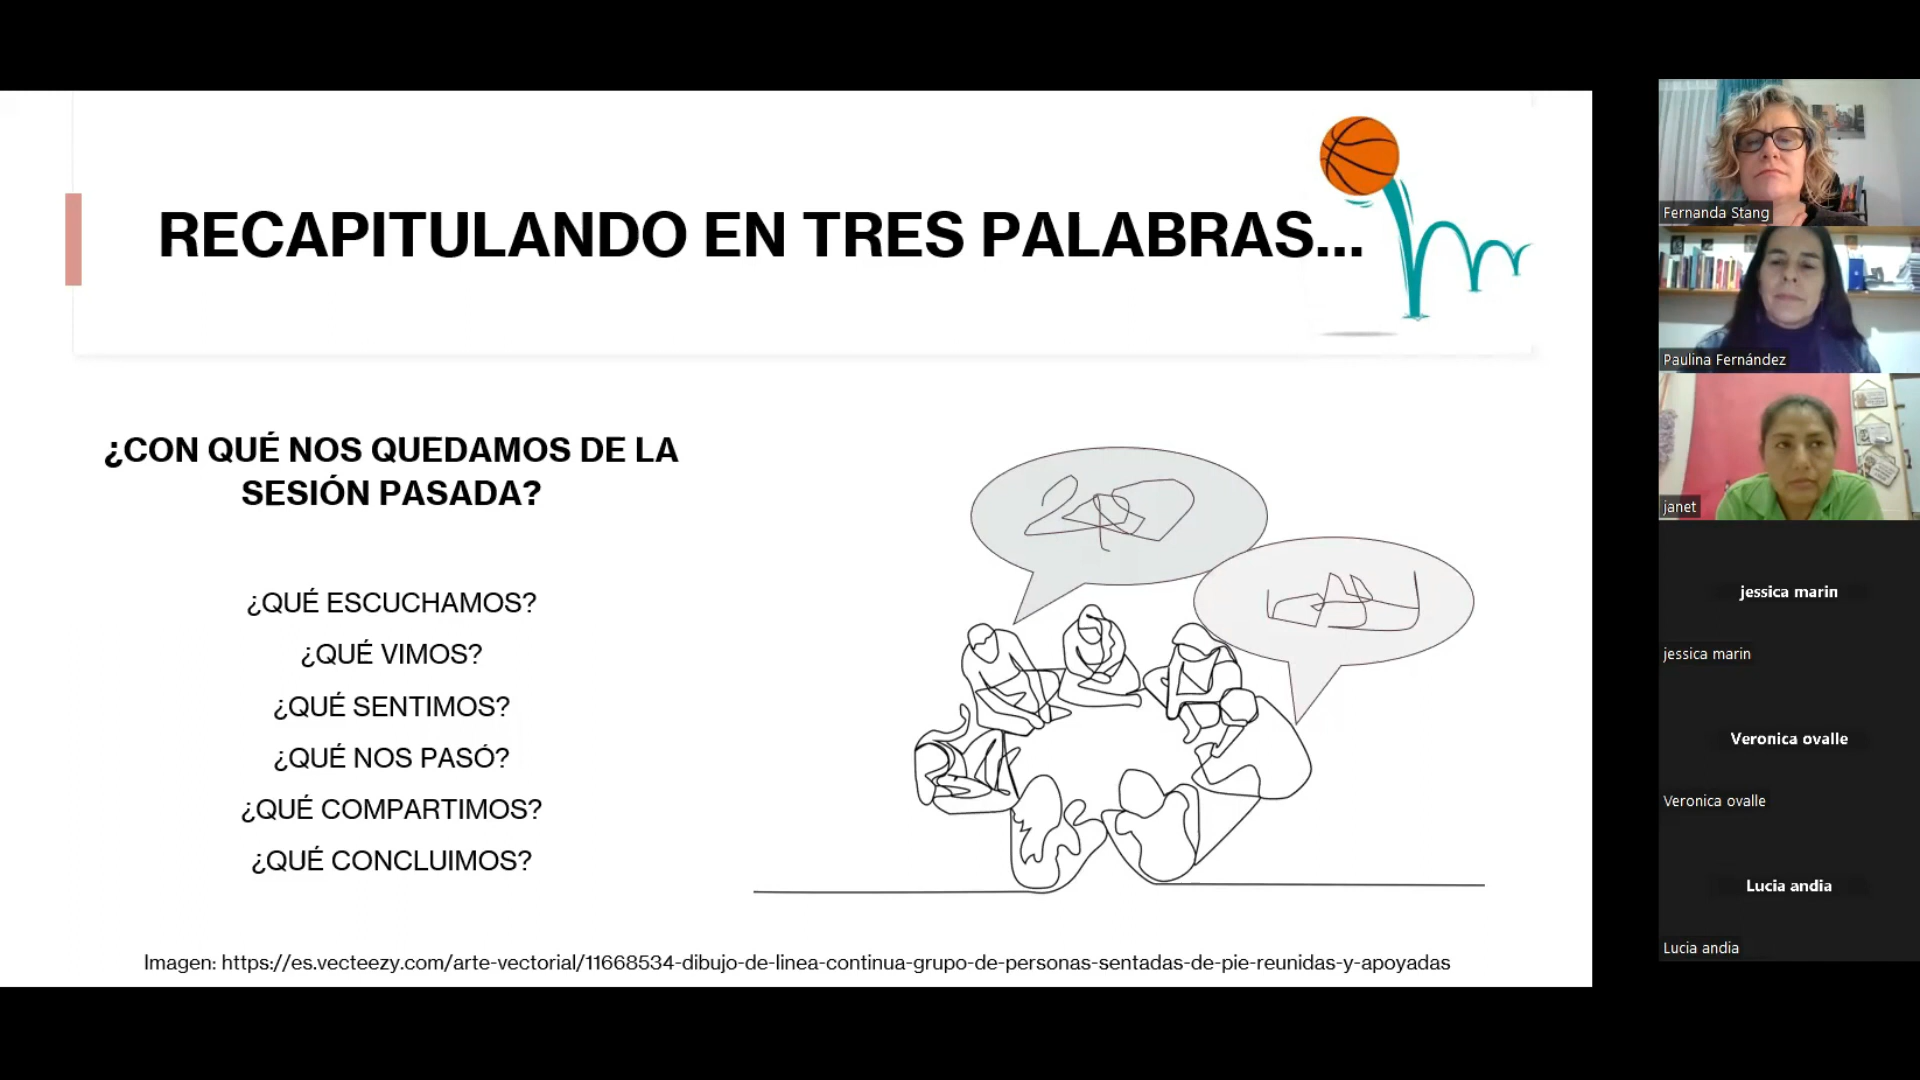 RECAPITULANDO EN TRES PALABRAS...
¿CON QUÉ NOS QUEDAMOS DE LA
SESIÓN PASADA?
¿QUÉ ESCUCHAMOS?
¿QUÉ VIMOS?
¿QUÉ SENTIMOS?
¿QUÉ NOS PASÓ?
¿QUÉ COMPARTIMOS?
¿QUÉ CONCLUIMOS?
Imagen: https://es.vecteezy.com/arte-vectorial/11668534-dibujo-de-linea-continua-grupo-de-personas-sentadas-de-pie-reunidas-y-apoyadas
Fernanda Stang
Paulina Fernández
janet
jessica marin
jessica marin
Veronica ovalle
Veronica ovalle
Lucia andia
Lucia andia